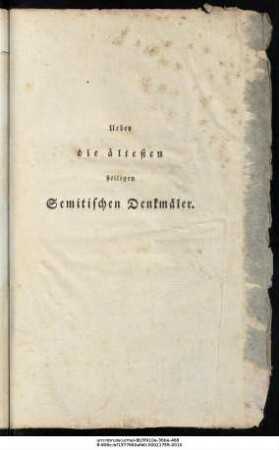 Ueber
die ältesten
heiligen
Semitischen Denkmäler.